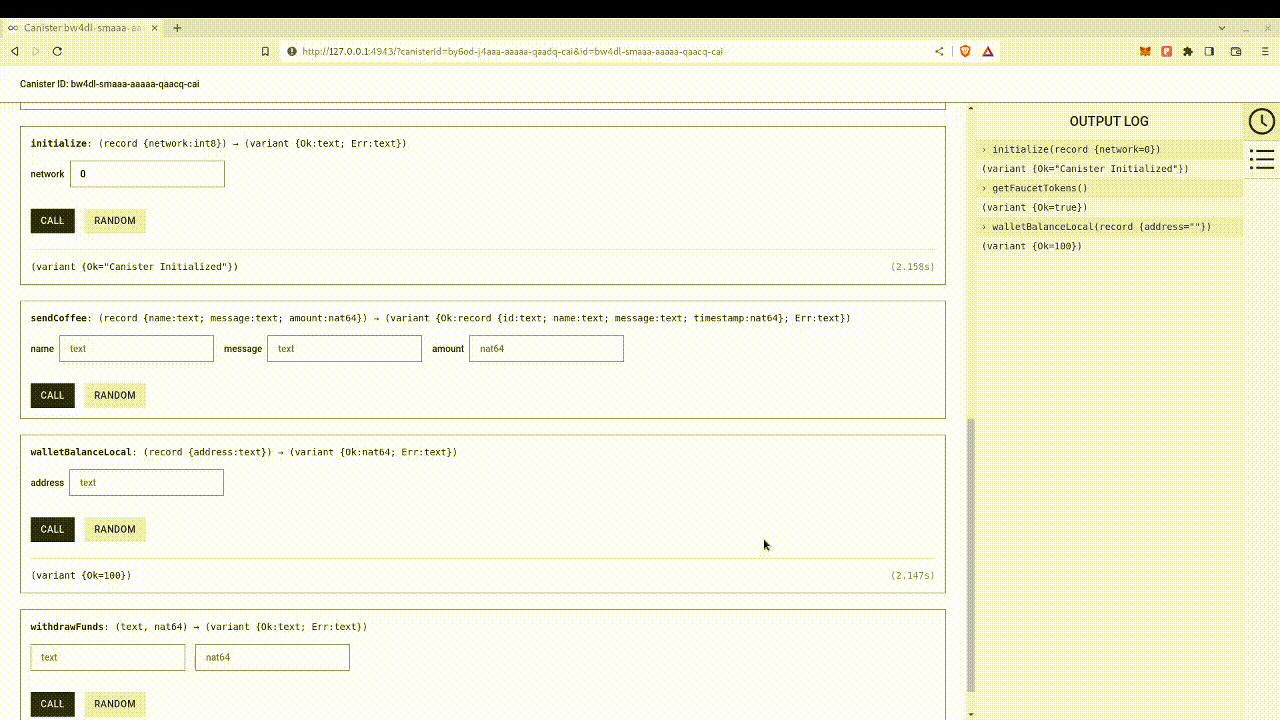 Canister bw4dl-smaaa-aa
http://127.0.0.1:4943/?canisterId=by6od-j4aaa-aaaaa-qaadq-cai&id=bw4dl-smaaa-aaaaa-qaacq-cai
Canister ID: bw4dl-smaaa-aaaaa-qaacq-cai
initialize: (record {network:int8}) → (variant {Ok:text; Err:text})
network 0
CALL RANDOM
(variant {Ok="Canister Initialized"}) (2.158s)
sendCoffee: (record {name:text; message:text; amount:nat64}) → (variant {Ok:record {id:text; name:text; message:text; timestamp:nat64}; Err:text})
name text message text amount nat64
CALL RANDOM
walletBalanceLocal: (record {address:text}) → (variant {Ok:nat64; Err:text})
address text
CALL RANDOM
(variant {Ok=100}) (2.147s)
withdrawFunds: (text, nat64) → (variant {Ok:text; Err:text})
text nat64
CALL RANDOM
OUTPUT LOG
› initialize(record {network=0})
(variant {Ok="Canister Initialized"})
› getFaucetTokens()
(variant {Ok=true})
› walletBalanceLocal(record {address=""})
(variant {Ok=100})